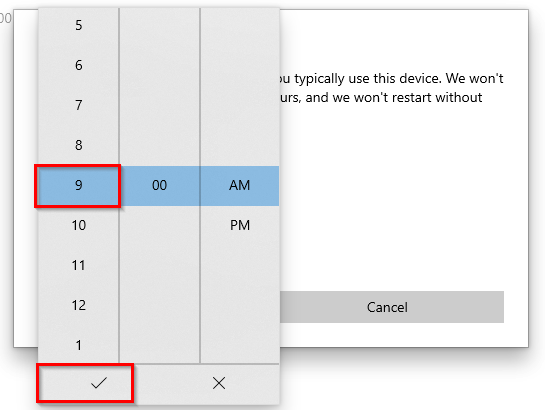 00
5
6
7
8
9 00 AM
10 PM
11
12
1
ou typically use this device. We won't
urs, and we won't restart without
Cancel